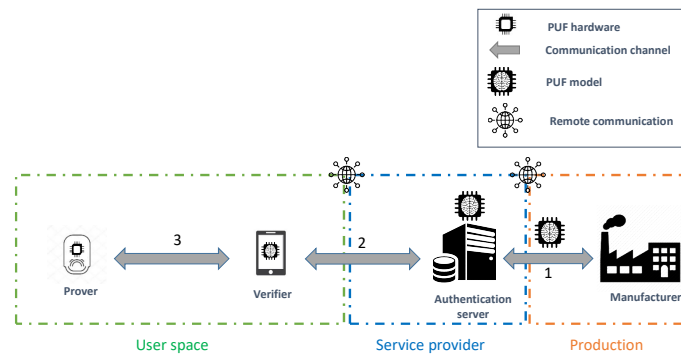 PUF hardware
Communication channel
PUF model
Remote communication
3
2
1
Prover
Verifier
Authentication
server
Manufacturer
User space
Service provider
Production